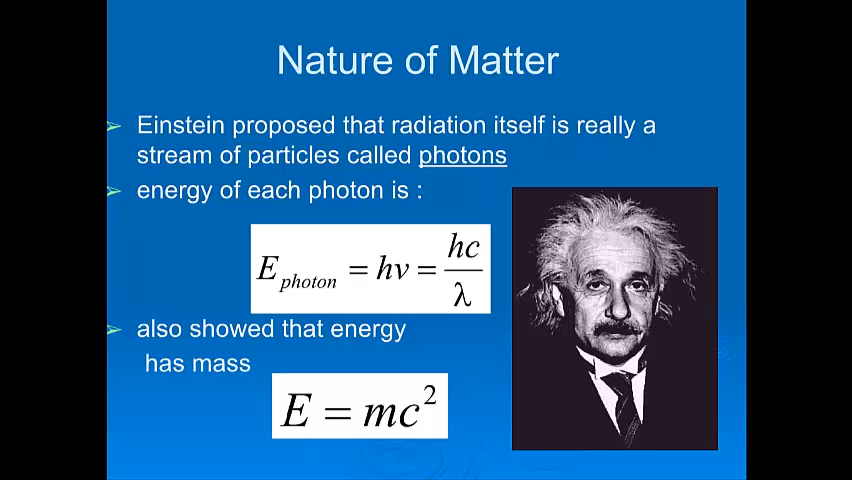 Nature of Matter
➢ Einstein proposed that radiation itself is really a
stream of particles called photons
➢ energy of each photon is :
E_photon = hν = hc/λ
➢ also showed that energy
has mass
E = mc²